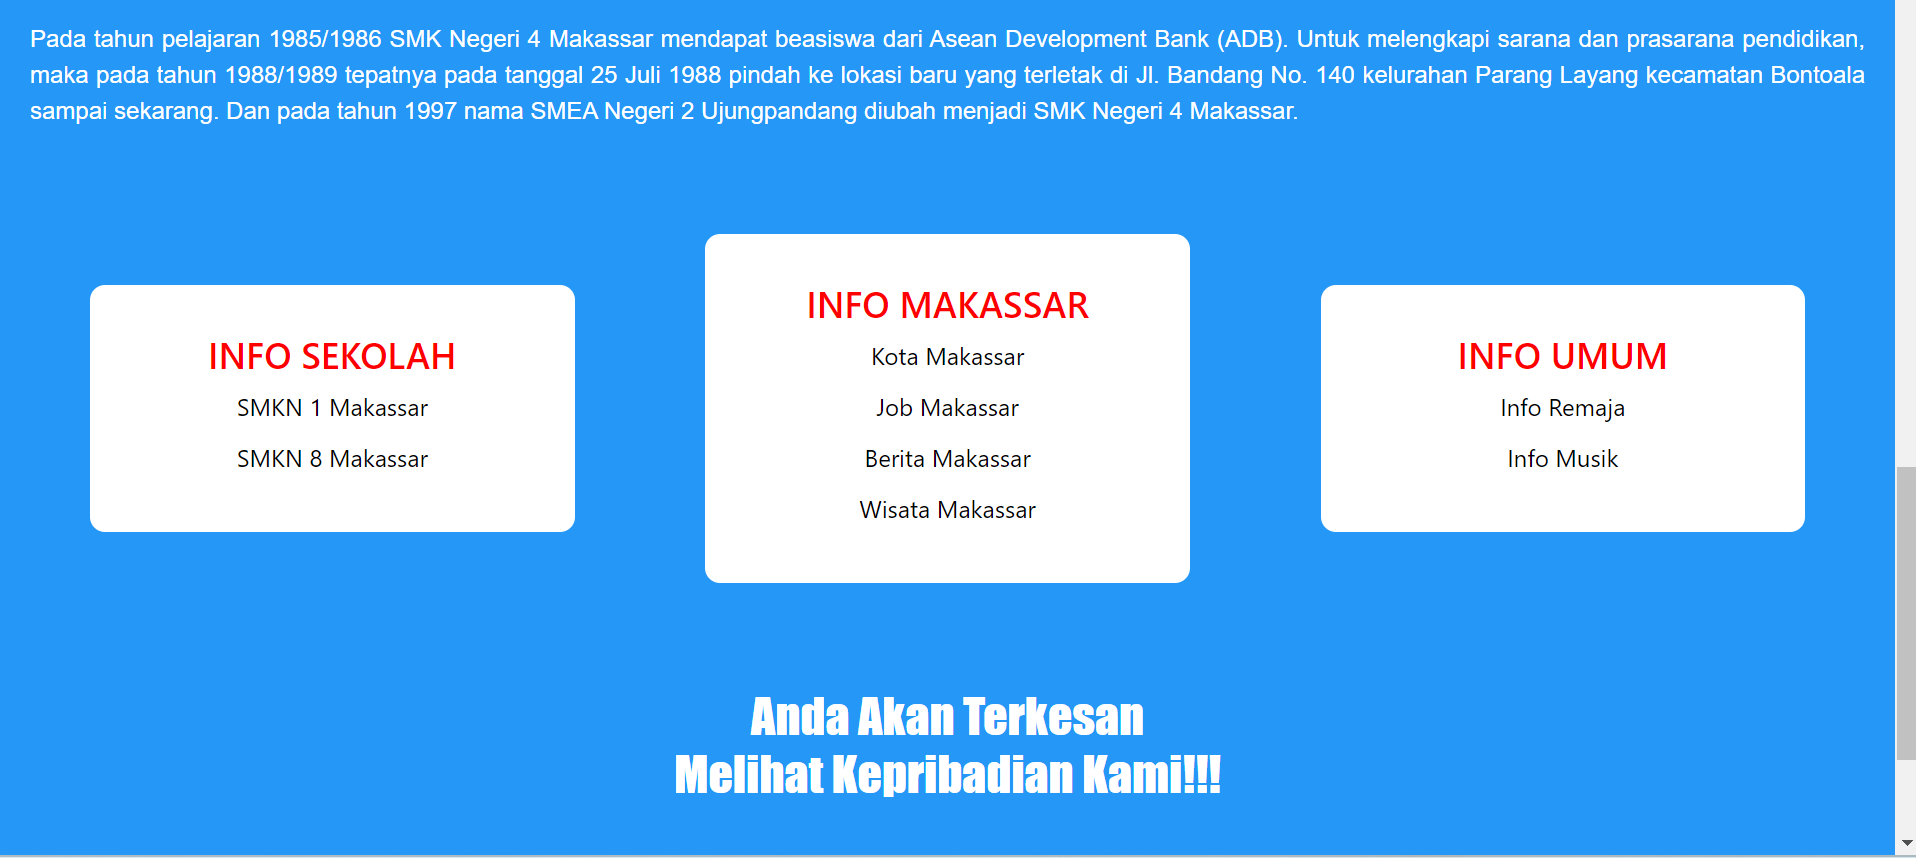 Pada tahun pelajaran 1985/1986 SMK Negeri 4 Makassar mendapat beasiswa dari Asean Development Bank (ADB). Untuk melengkapi sarana dan prasarana pendidikan,
maka pada tahun 1988/1989 tepatnya pada tanggal 25 Juli 1988 pindah ke lokasi baru yang terletak di Jl. Bandang No. 140 kelurahan Parang Layang kecamatan Bontoala
sampai sekarang. Dan pada tahun 1997 nama SMEA Negeri 2 Ujungpandang diubah menjadi SMK Negeri 4 Makassar.
INFO SEKOLAH
SMKN 1 Makassar
SMKN 8 Makassar
INFO MAKASSAR
Kota Makassar
Job Makassar
Berita Makassar
Wisata Makassar
INFO UMUM
Info Remaja
Info Musik
Anda Akan Terkesan
Melihat Kepribadian Kami!!!